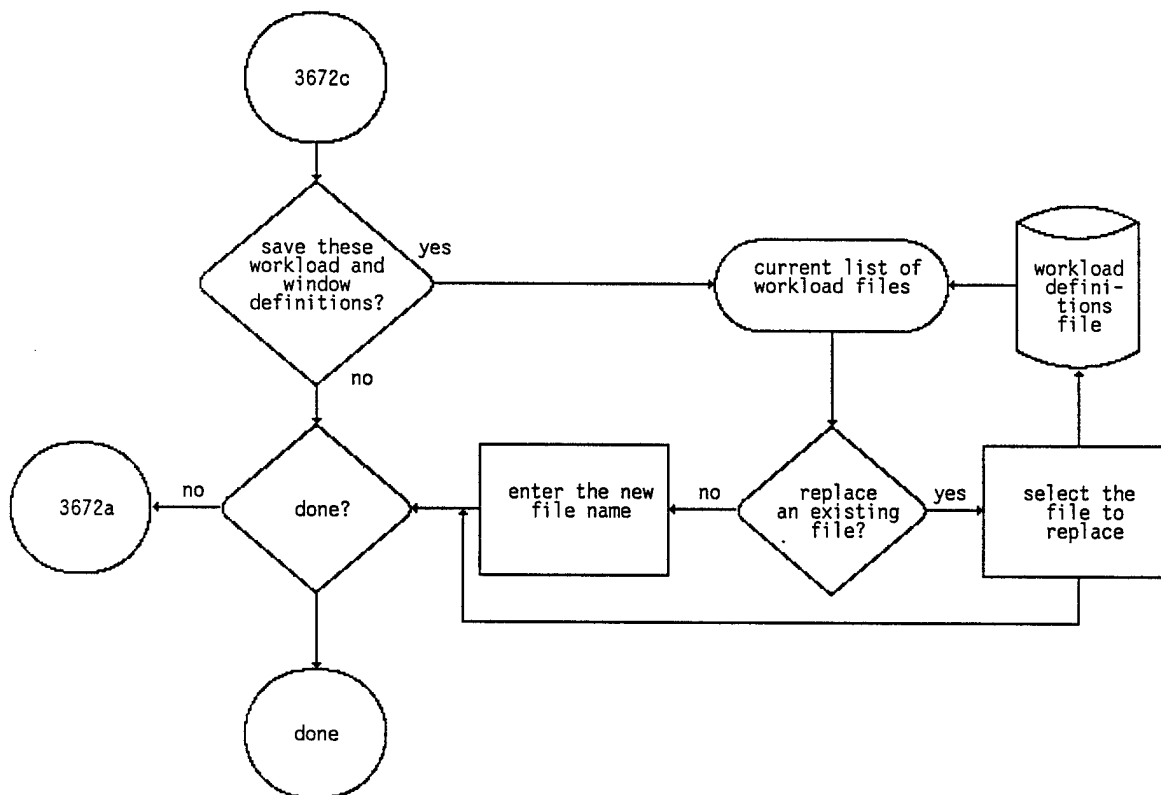 3672c
save these
workload and
window
definitions?
yes
no
current list of
workload files
workload
defini-
tions
file
3672a
no
done?
enter the new
file name
no
replace
an existing
file?
yes
select the
file to
replace
done